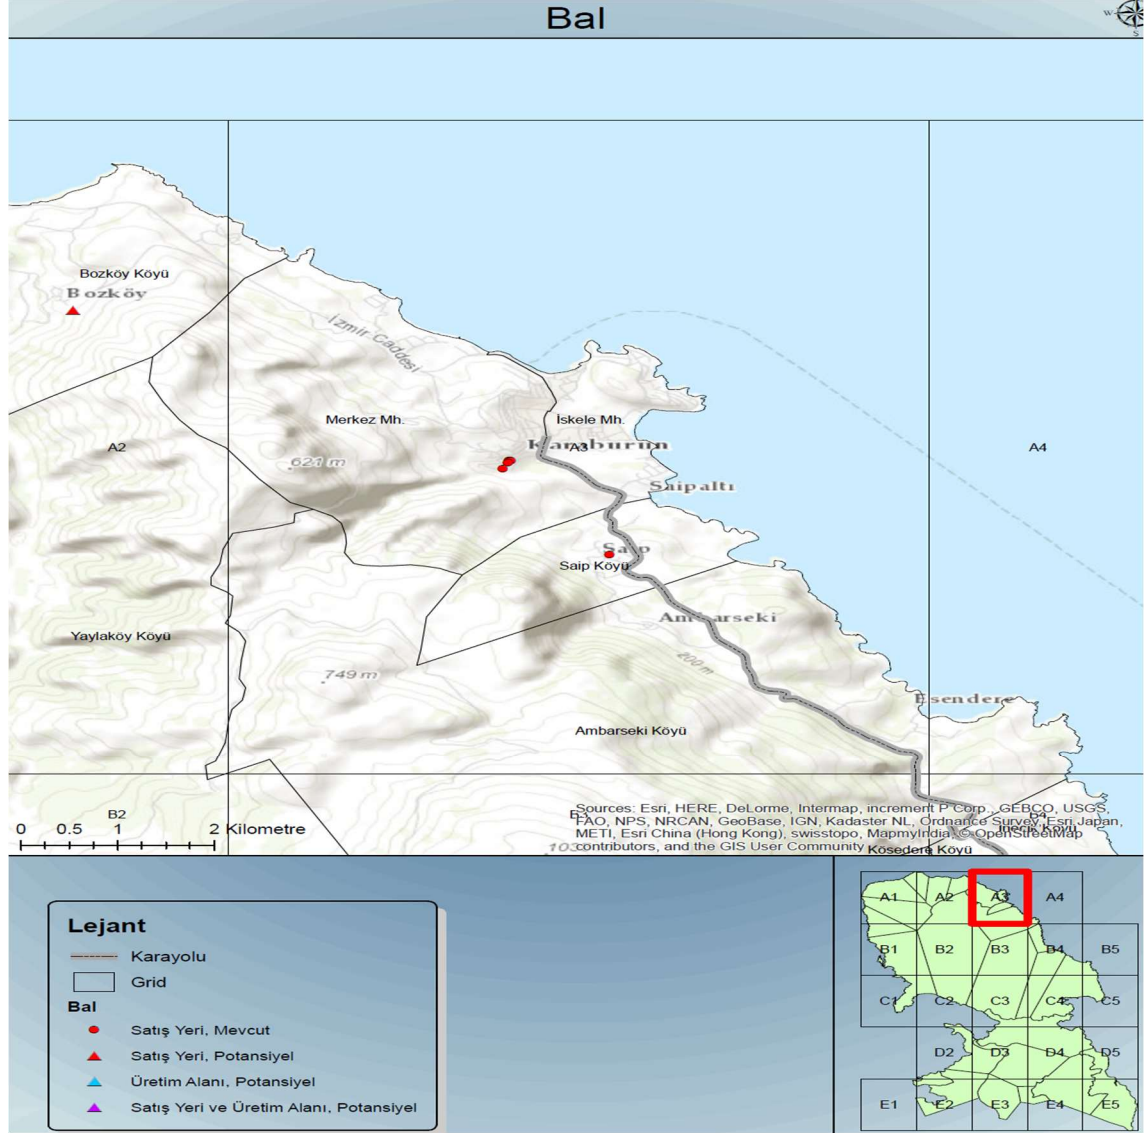 Bal
W
S
Bozköy Köyü
Bozköy
İzmir Caddesi
Merkez Mh.
İskele Mh.
Karaburun
A2
A3
A4
621 m
Saipaltı
Saip
Saip Köyü
Ambarseki
Yaylaköy Köyü
200 m
749 m
Esendere
Ambarseki Köyü
B2
B3
B4
0 0.5 1 2 Kilometre
Sources: Esri, HERE, DeLorme, Intermap, increment P Corp., GEBCO, USGS,
FAO, NPS, NRCAN, GeoBase, IGN, Kadaster NL, Ordnance Survey, Esri Japan,
METI, Esri China (Hong Kong), swisstopo, MapmyIndia, © OpenStreetMap
contributors, and the GIS User Community
İnecik Köyü
Kösedere Köyü
Lejant
Karayolu
Grid
Bal
Satış Yeri, Mevcut
Satış Yeri, Potansiyel
Üretim Alanı, Potansiyel
Satış Yeri ve Üretim Alanı, Potansiyel
A1 A2 A3 A4
B1 B2 B3 B4 B5
C1 C2 C3 C4 C5
D2 D3 D4 D5
E1 E2 E3 E4 E5